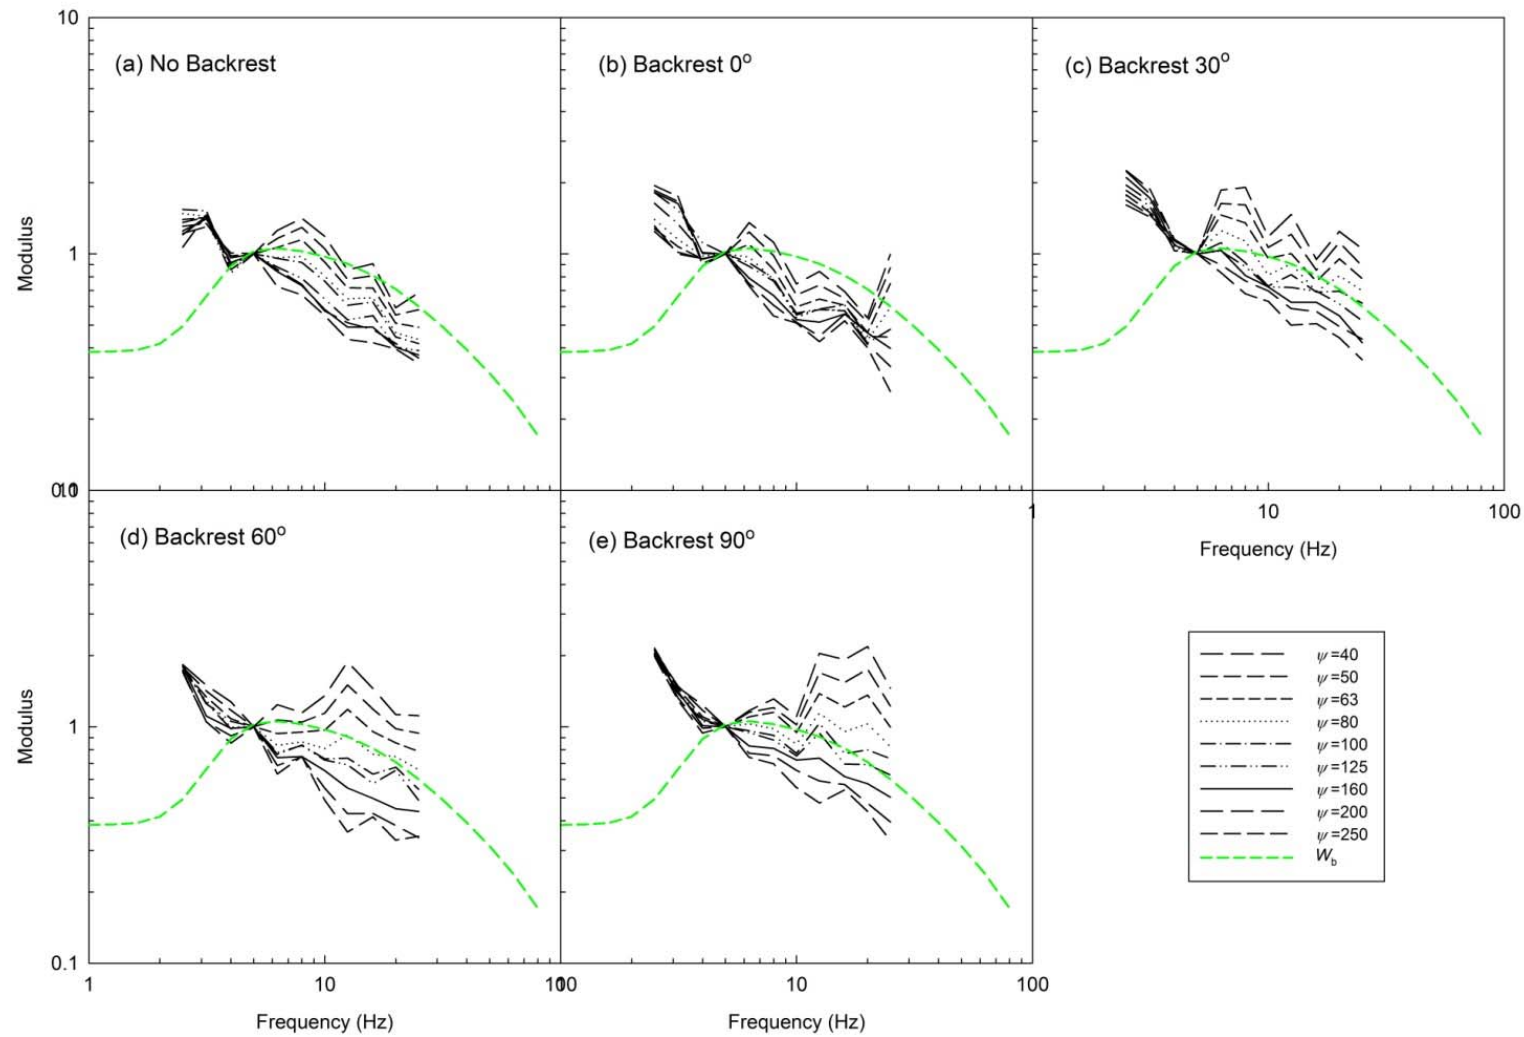 10
(a) No Backrest
(b) Backrest 0°
(c) Backrest 30°
Modulus
1
0.1
10
1
10
100
Frequency (Hz)
(d) Backrest 60°
(e) Backrest 90°
Modulus
1
0.1
1
10
100
1
10
100
Frequency (Hz)
Frequency (Hz)
ψ=40
ψ=50
ψ=63
ψ=80
ψ=100
ψ=125
ψ=160
ψ=200
ψ=250
Wb